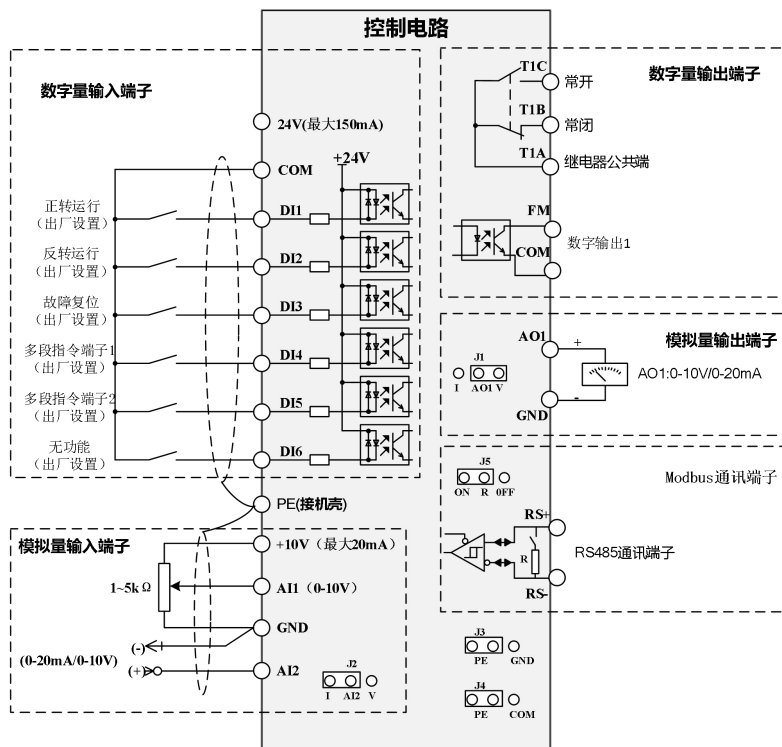 控制电路
数字量输入端子
24V(最大150mA)
COM
+24V
正转运行
(出厂设置)
DI1
反转运行
(出厂设置)
DI2
故障复位
(出厂设置)
DI3
多段指令端子1
(出厂设置)
DI4
多段指令端子2
(出厂设置)
DI5
无功能
(出厂设置)
DI6
PE(接机壳)
模拟量输入端子
+10V（最大20mA）
1~5k Ω
AI1（0-10V）
GND
(-)
(0-20mA/0-10V)
(+)
AI2
J2
I AI2 V
数字量输出端子
T1C
常开
T1B
常闭
T1A
继电器公共端
FM
数字输出1
COM
模拟量输出端子
AO1
+
J1
I AO1 V
AO1:0-10V/0-20mA
-
GND
Modbus通讯端子
J5
ON R OFF
RS+
R
RS485通讯端子
RS-
J3
PE GND
J4
PE COM